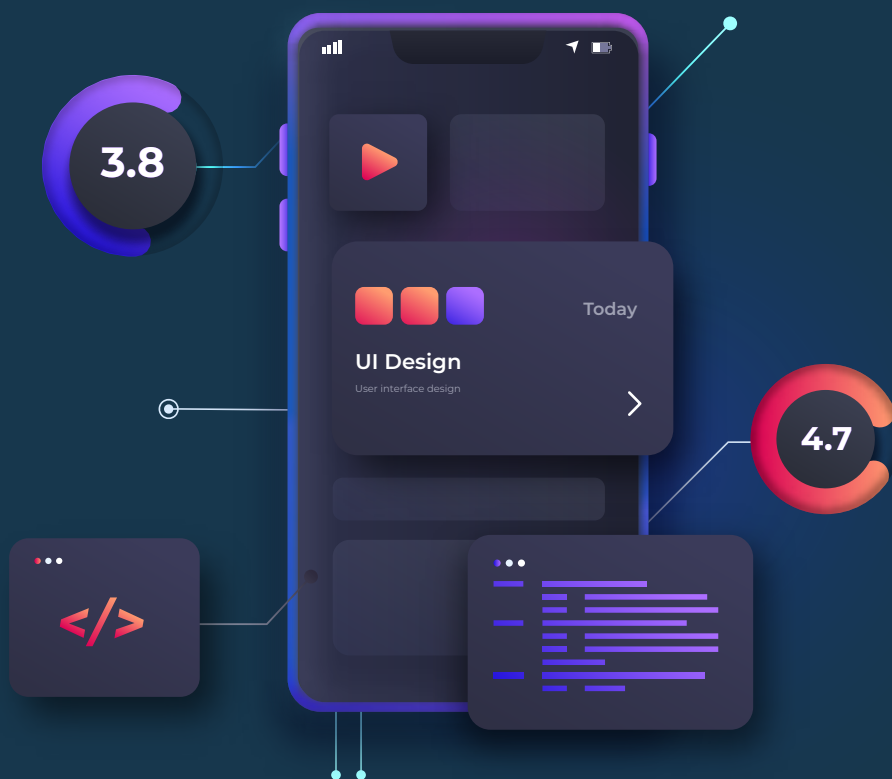 3.8
Today
UI Design
User interface design
4.7
</>